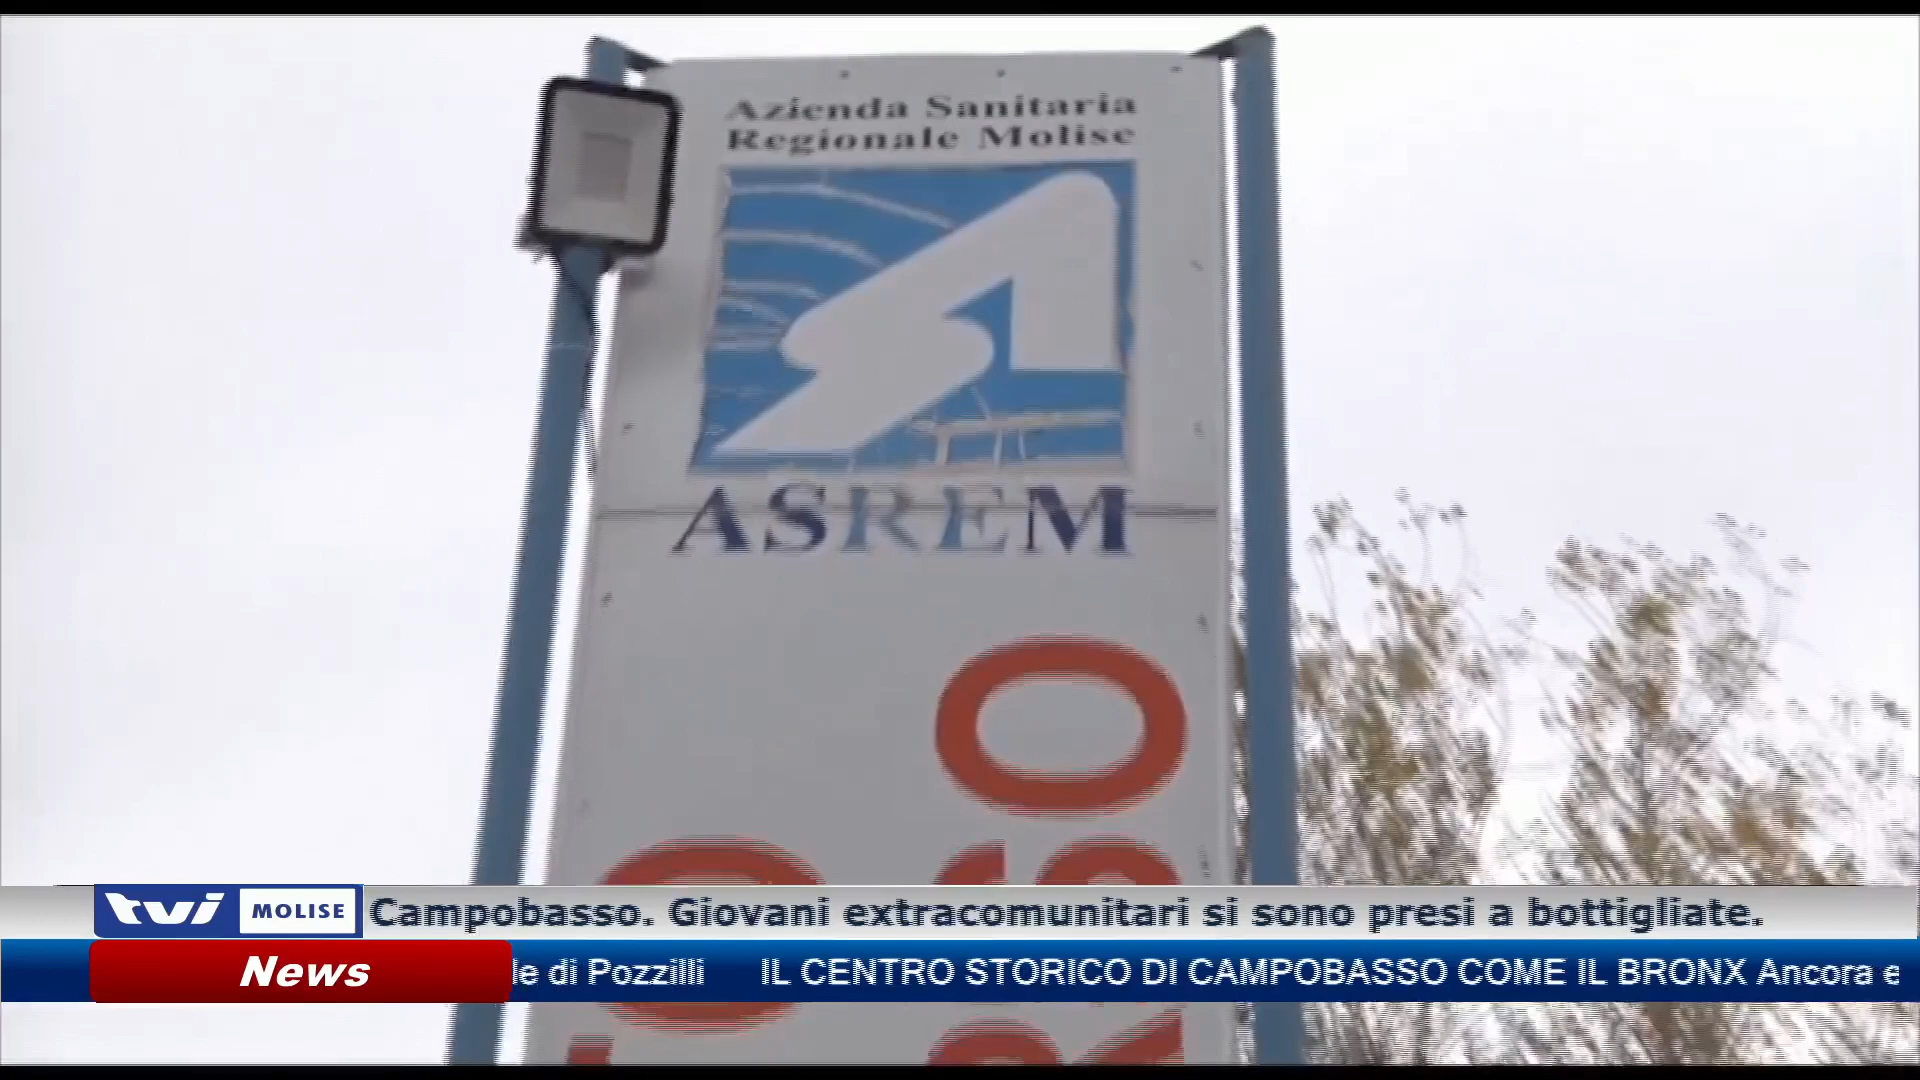 Azienda Sanitaria
Regionale Molise
ASREM
tvi MOLISE
Campobasso. Giovani extracomunitari si sono presi a bottigliate.
News
le di Pozzilli IL CENTRO STORICO DI CAMPOBASSO COME IL BRONX Ancora e